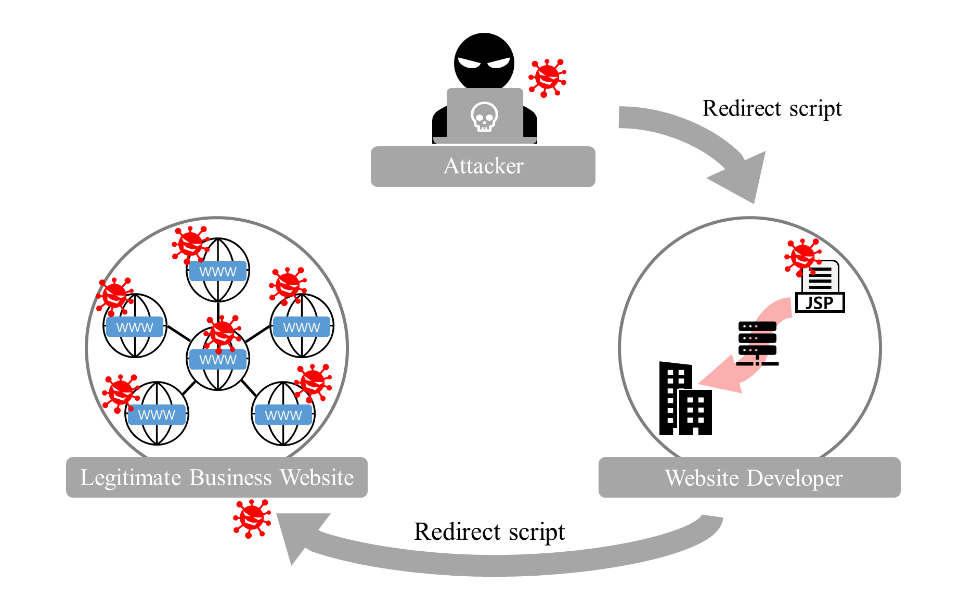 Redirect script
Attacker
WWW
WWW
WWW
WWW
WWW
WWW
JSP
Legitimate Business Website
Website Developer
Redirect script